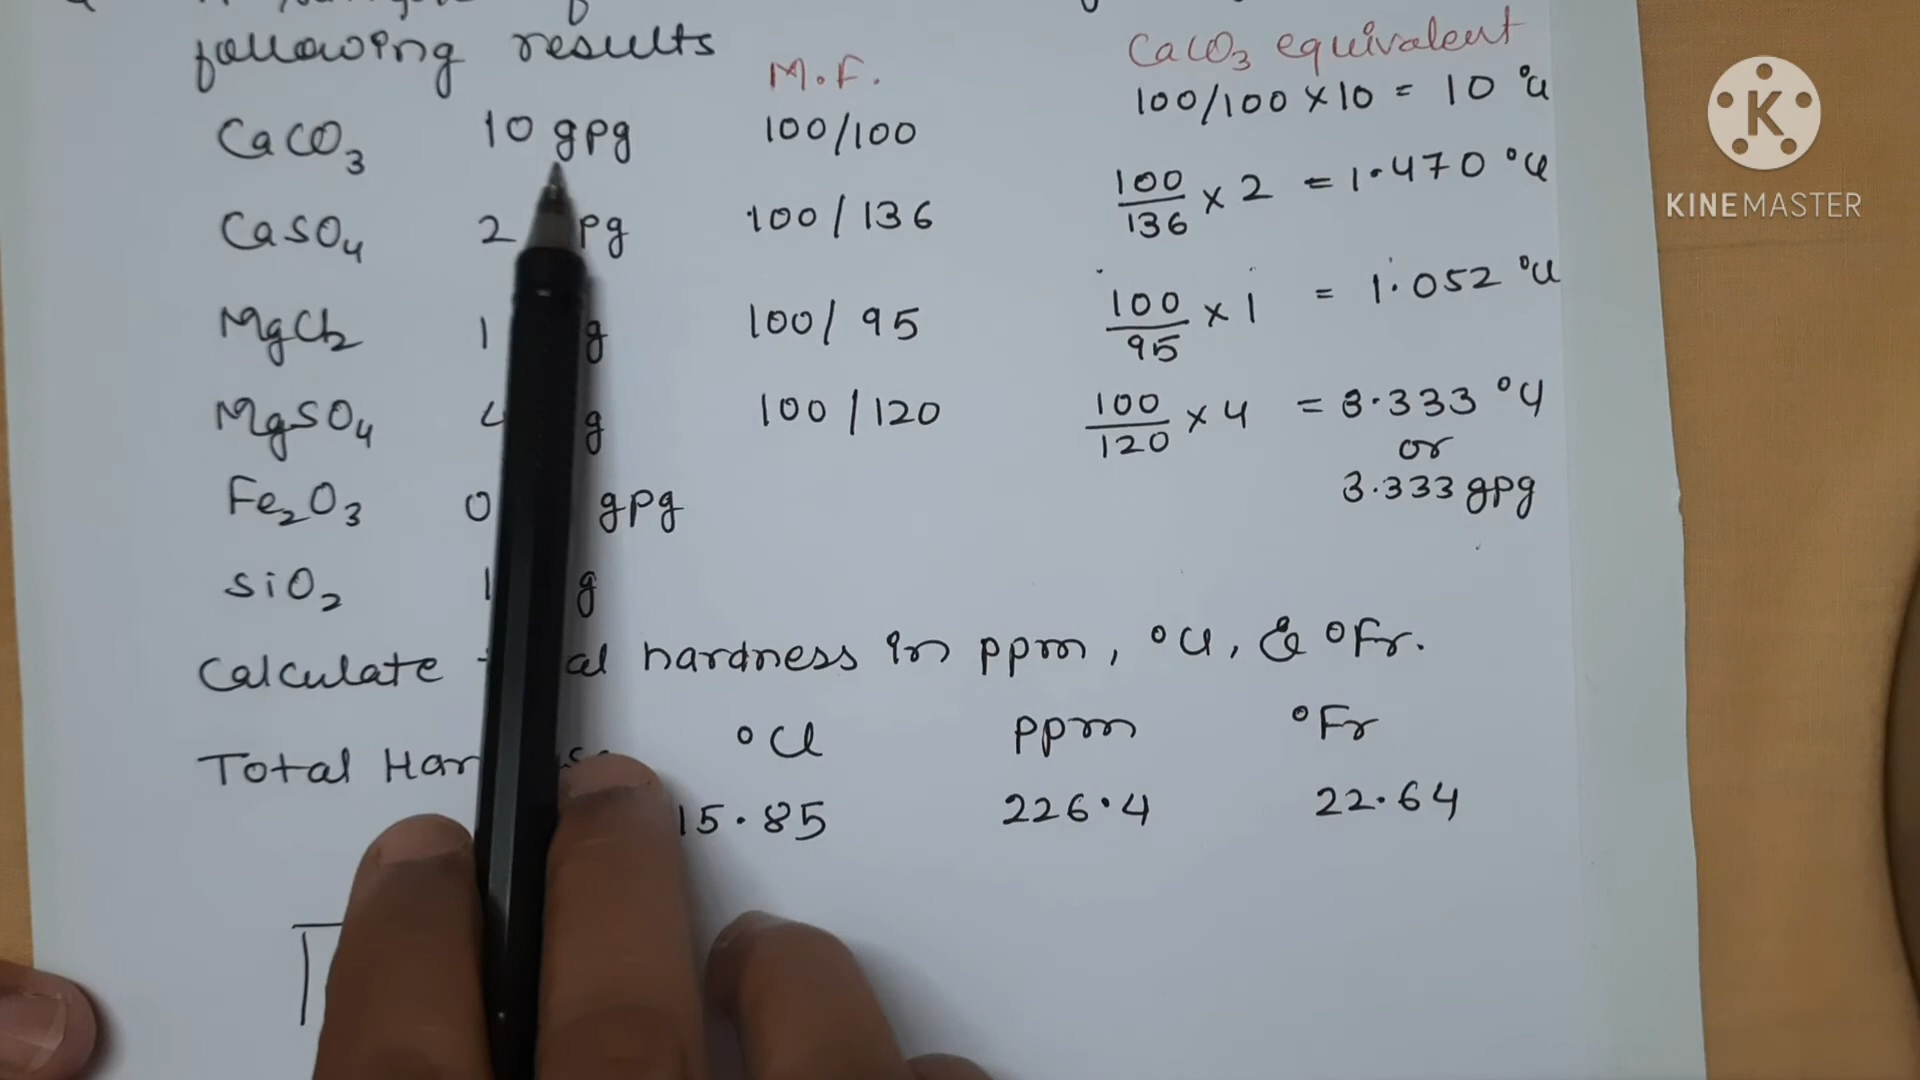 following results
M.F.
CaCO3 equivalent
CaCO3 10 gpg 100/100 100/100 × 10 = 10 °Cl
CaSO4 2 pg 100/136 100/136 × 2 = 1.470 °Cl
MgCl2 1 g 100/95 100/95 × 1 = 1.052 °Cl
MgSO4 g 100/120 100/120 × 4 = 3.333 °Cl
or
3.333 gpg
Fe2O3 0 gpg
SiO2 1 g
Calculate al hardness in ppm, °Cl, & °Fr.
Total °Cl ppm °Fr
15.85 226.4 22.64
K
KINEMASTER